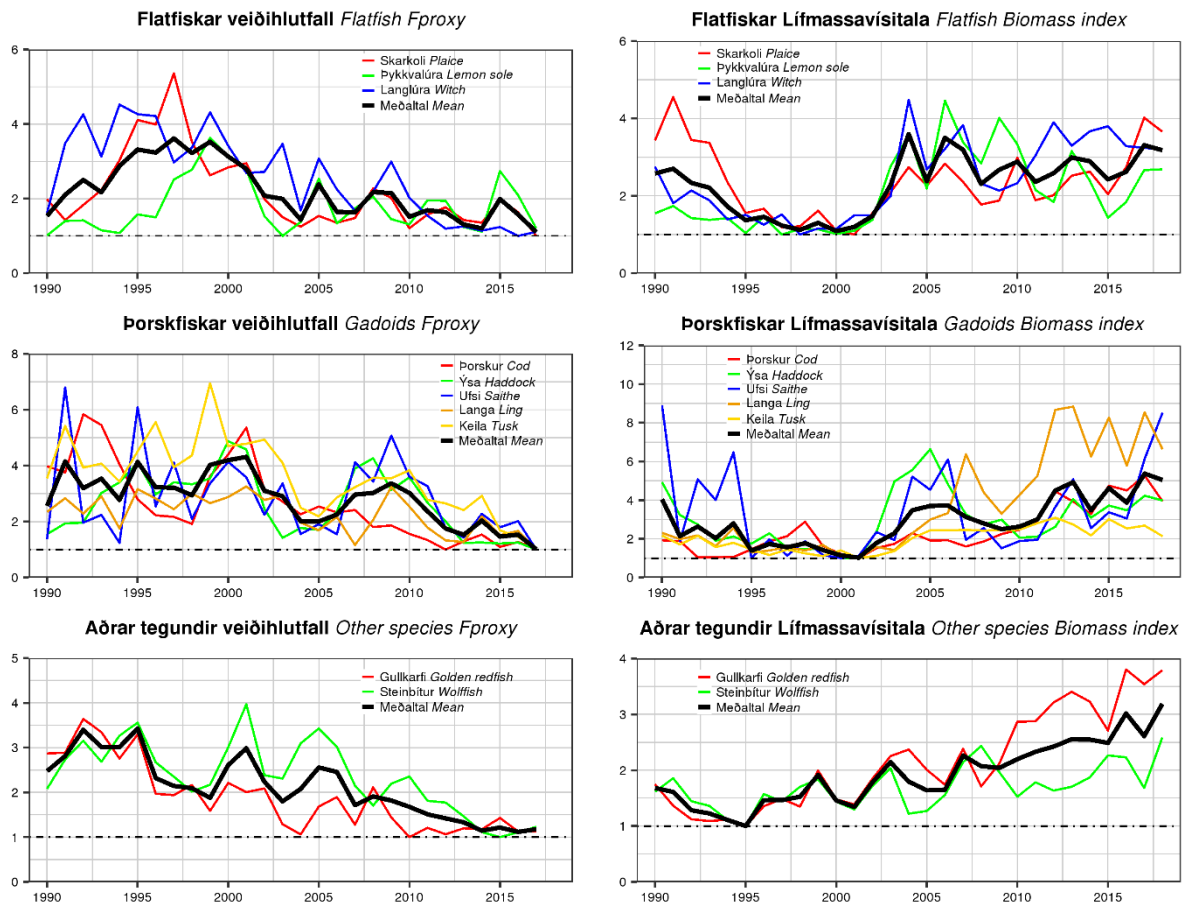 Flatfiskar veiðihlutfall Flatfish Fproxy
Skarkoli Plaice
Þykkvalúra Lemon sole
Langlúra Witch
Meðaltal Mean
6
4
2
0
1990 1995 2000 2005 2010 2015
Flatfiskar Lífmassavísitala Flatfish Biomass index
Skarkoli Plaice
Þykkvalúra Lemon sole
Langlúra Witch
Meðaltal Mean
6
4
2
0
1990 1995 2000 2005 2010 2015
Þorskfiskar veiðihlutfall Gadoids Fproxy
Þorskur Cod
Ýsa Haddock
Ufsi Saithe
Langa Ling
Keila Tusk
Meðaltal Mean
8
6
4
2
0
1990 1995 2000 2005 2010 2015
Þorskfiskar Lífmassavísitala Gadoids Biomass index
Þorskur Cod
Ýsa Haddock
Ufsi Saithe
Langa Ling
Keila Tusk
Meðaltal Mean
12
10
8
6
4
2
0
1990 1995 2000 2005 2010 2015
Aðrar tegundir veiðihlutfall Other species Fproxy
Gullkarfi Golden redfish
Steinbítur Wolffish
Meðaltal Mean
5
4
3
2
1
0
1990 1995 2000 2005 2010 2015
Aðrar tegundir Lífmassavísitala Other species Biomass index
Gullkarfi Golden redfish
Steinbítur Wolffish
Meðaltal Mean
4
3
2
1
0
1990 1995 2000 2005 2010 2015